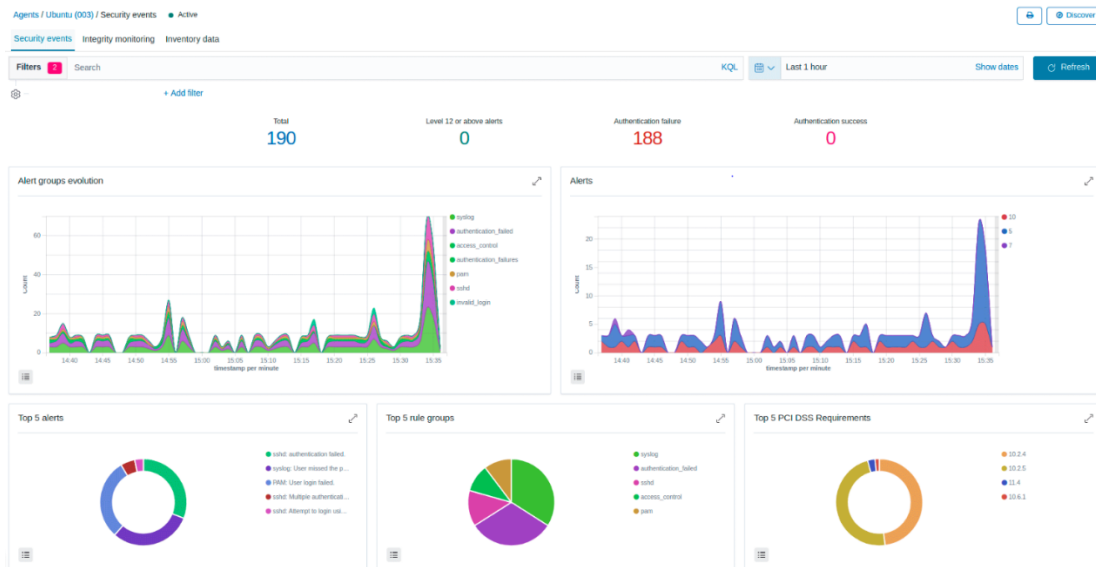 Agents / Ubuntu (003) / Security events Active
Discover
Security events Integrity monitoring Inventory data
Filters 2 Search KQL Last 1 hour Show dates Refresh
+ Add filter
Total Level 12 or above alerts Authentication failure Authentication success
190 0 188 0
Alert groups evolution
60
40
20
0
Count
14:40 14:45 14:50 14:55 15:00 15:05 15:10 15:15 15:20 15:25 15:30 15:35
timestamp per minute
syslog
authentication_failed
access_control
authentication_failures
pam
sshd
invalid_login
Alerts
20
15
10
5
0
Count
14:40 14:45 14:50 14:55 15:00 15:05 15:10 15:15 15:20 15:25 15:30 15:35
timestamp per minute
10
5
7
Top 5 alerts
sshd: authentication failed.
syslog: User missed the p...
PAM: User login failed.
sshd: Multiple authenticati...
sshd: Attempt to login usi...
Top 5 rule groups
syslog
authentication_failed
sshd
access_control
pam
Top 5 PCI DSS Requirements
10.2.4
10.2.5
11.4
10.6.1